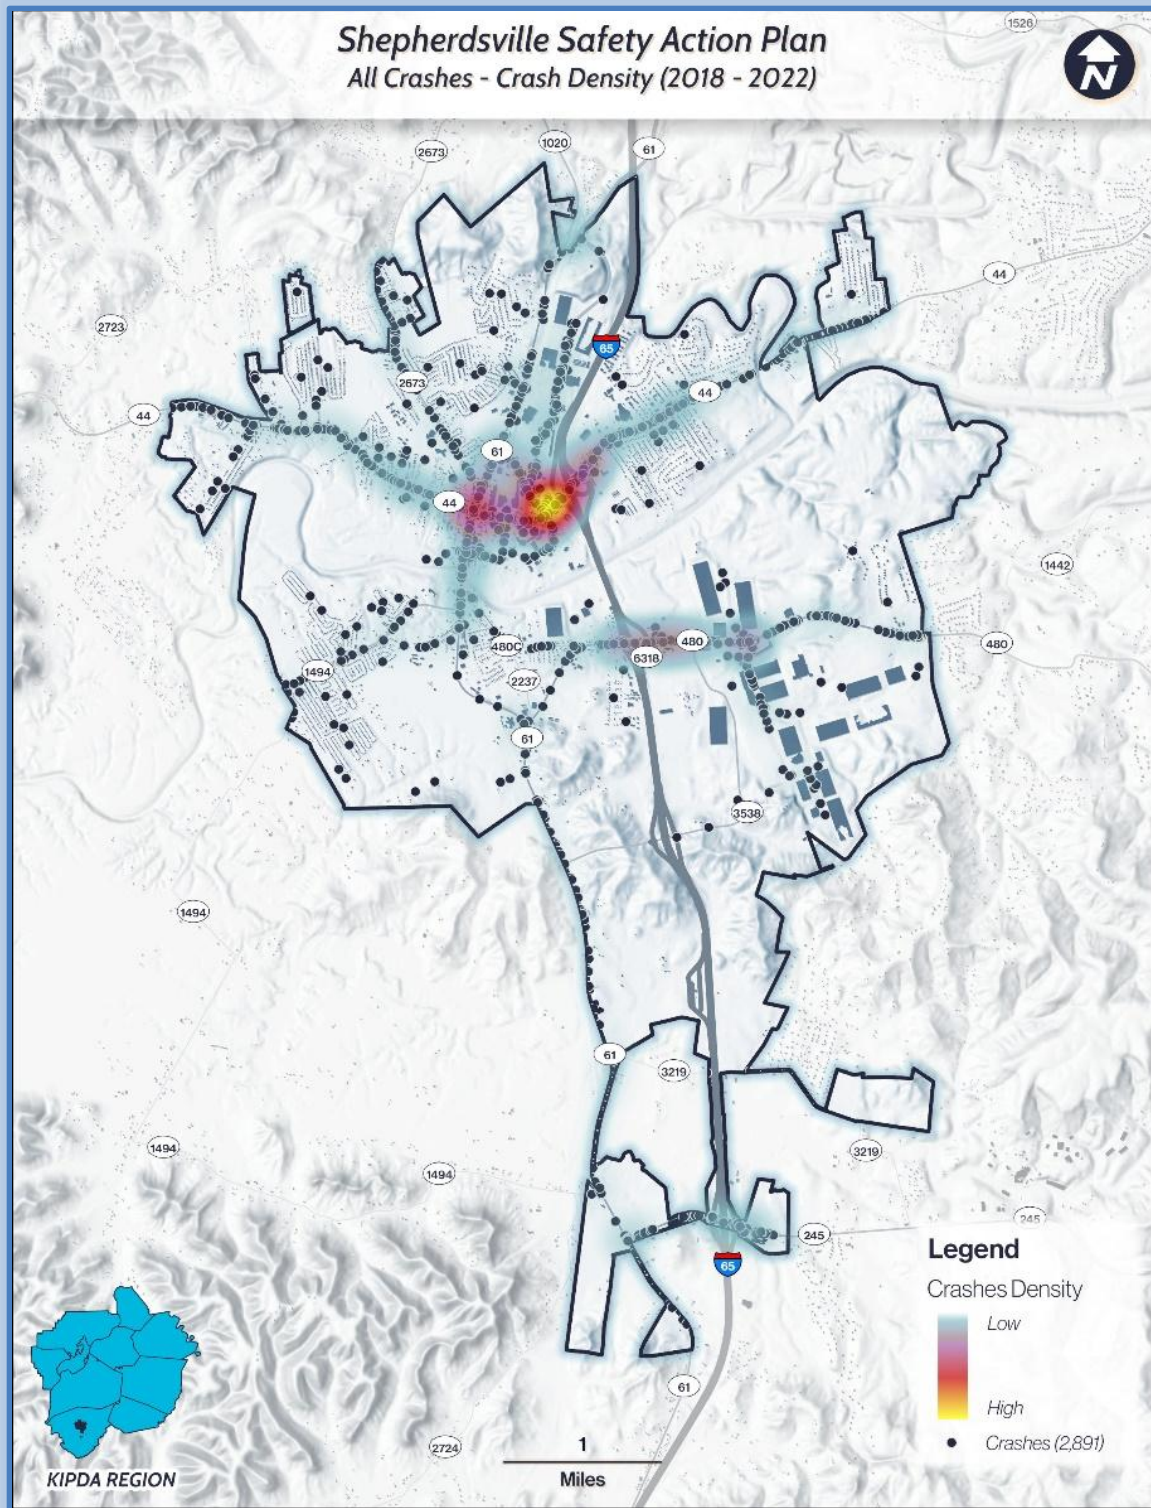 Shepherdsville Safety Action Plan
All Crashes - Crash Density (2018 - 2022)
N
1526
2673
1020
61
44
2723
65
2673
44
44
61
44
1442
480
480
480C
6318
1494
2237
61
3538
1494
61
3219
1494
1494
3219
245
245
65
61
2724
Legend
Crashes Density
Low
High
Crashes (2,891)
1
Miles
KIPDA REGION